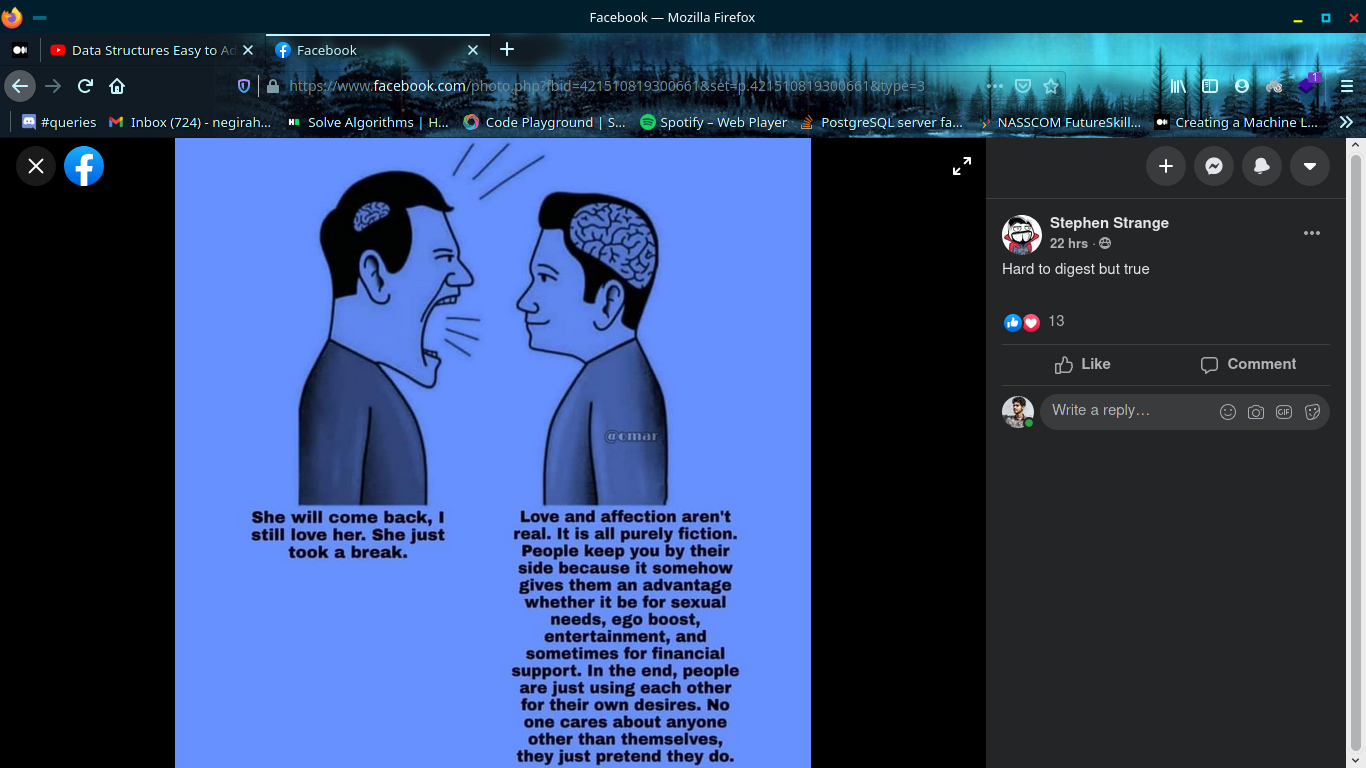 Facebook — Mozilla Firefox
Data Structures Easy to Ad
Facebook
https://www.facebook.com/photo.php?fbid=421510819300661&set=p.421510819300661&type=3
1
#queries
Inbox (724) - negirah...
Solve Algorithms | H...
Code Playground | S...
Spotify – Web Player
PostgreSQL server fa...
NASSCOM FutureSkill...
Creating a Machine L...
Stephen Strange
22 hrs ·
Hard to digest but true
13
Like
Comment
Write a reply...
GIF
@omar
She will come back, I
still love her. She just
took a break.
Love and affection aren't
real. It is all purely fiction.
People keep you by their
side because it somehow
gives them an advantage
whether it be for sexual
needs, ego boost,
entertainment, and
sometimes for financial
support. In the end, people
are just using each other
for their own desires. No
one cares about anyone
other than themselves,
they just pretend they do.